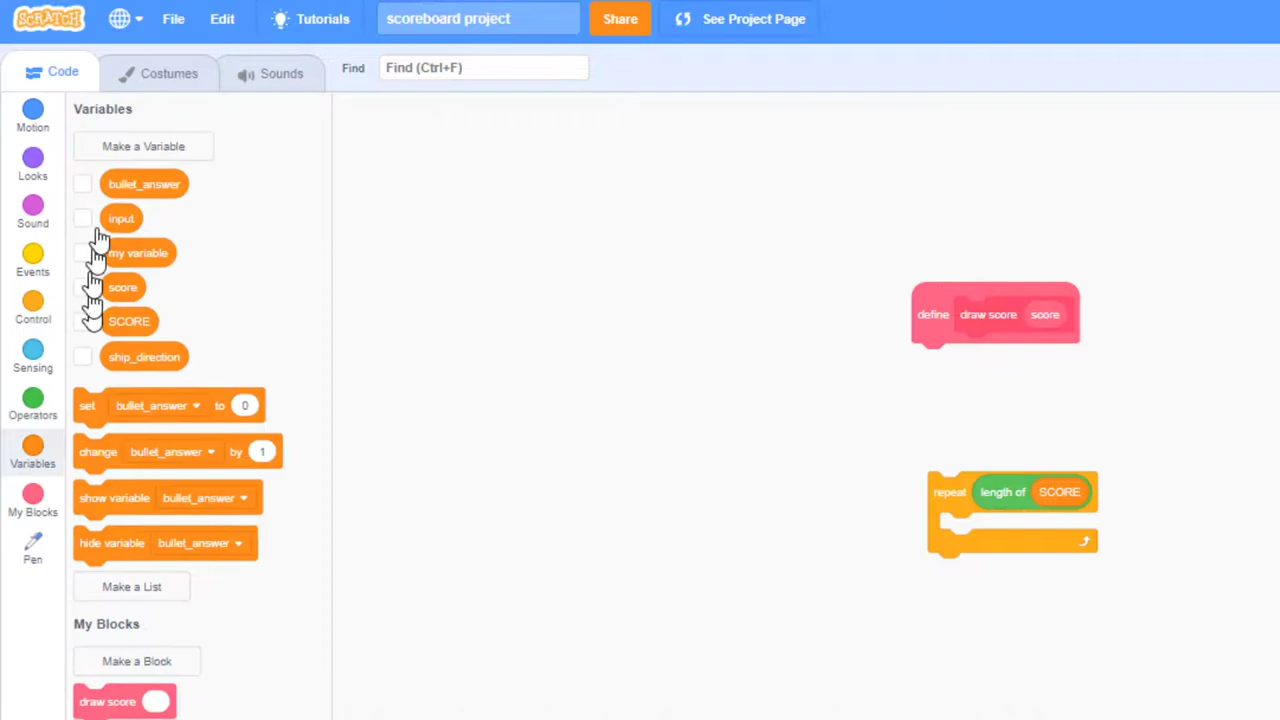 SCRATCH
File
Edit
Tutorials
scoreboard project
Share
See Project Page
Code
Costumes
Sounds
Find
Find (Ctrl+F)
Motion
Looks
Sound
Events
Control
Sensing
Operators
Variables
My Blocks
Pen
Variables
Make a Variable
bullet_answer
input
my variable
score
SCORE
ship_direction
set bullet_answer to 0
change bullet_answer by 1
show variable bullet_answer
hide variable bullet_answer
Make a List
My Blocks
Make a Block
draw score
define draw score score
repeat length of SCORE